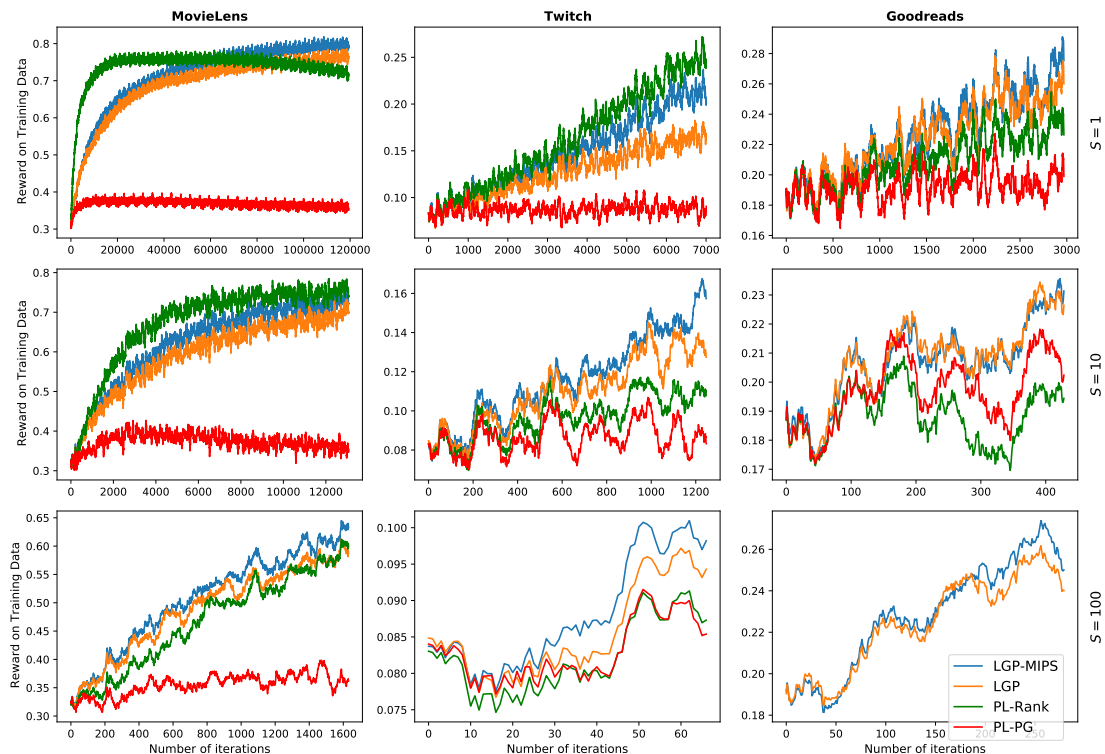 MovieLens Twitch Goodreads
Reward on Training Data
0.8
0.7
0.6
0.5
0.4
0.3
0 20000 40000 60000 80000 100000 120000
0.25
0.20
0.15
0.10
0 1000 2000 3000 4000 5000 6000 7000
0.28
0.26
0.24
0.22
0.20
0.18
0.16
0 500 1000 1500 2000 2500 3000
S = 1
Reward on Training Data
0.8
0.7
0.6
0.5
0.4
0.3
0 2000 4000 6000 8000 10000 12000
0.16
0.14
0.12
0.10
0.08
0 200 400 600 800 1000 1200
0.23
0.22
0.21
0.20
0.19
0.18
0.17
0 100 200 300 400
S = 10
Reward on Training Data
0.65
0.60
0.55
0.50
0.45
0.40
0.35
0.30
0 200 400 600 800 1000 1200 1400 1600
Number of iterations
0.100
0.095
0.090
0.085
0.080
0.075
0 10 20 30 40 50 60
Number of iterations
0.26
0.24
0.22
0.20
0.18
0 50 100 150 200 250
Number of iterations
S = 100
LGP-MIPS
LGP
PL-Rank
PL-PG